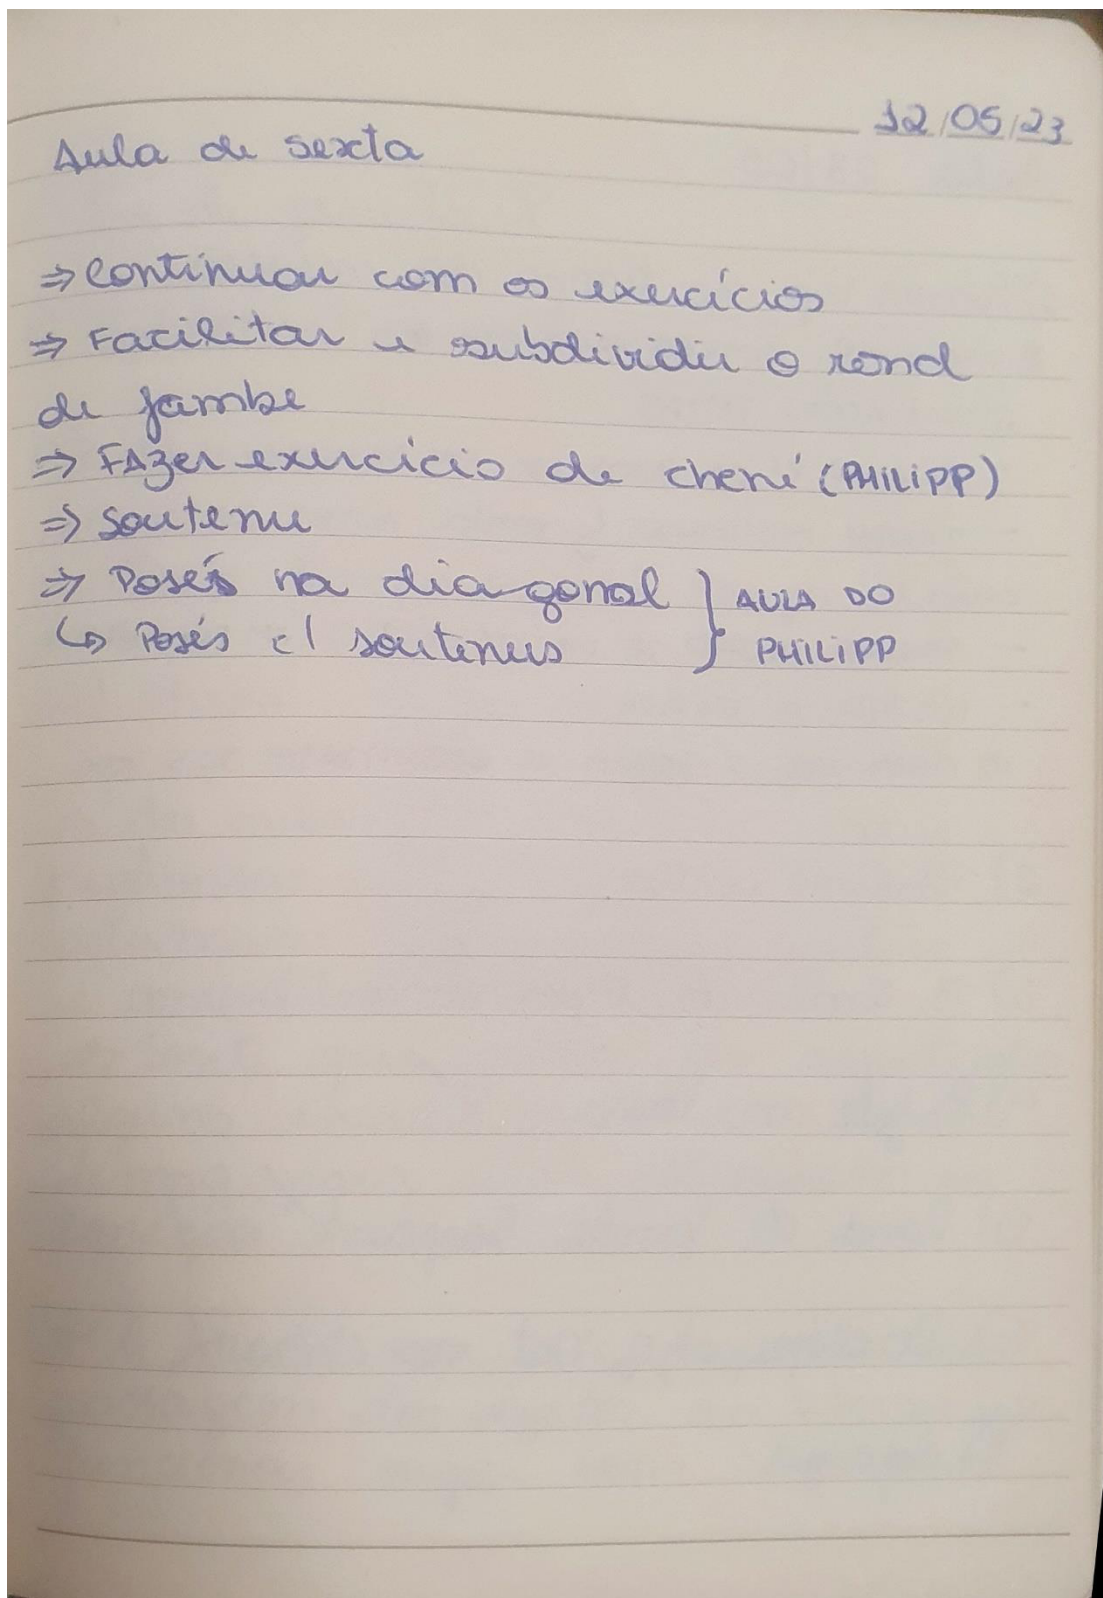 12/05/23
Aula de sexta
⇒ Continuar com os exercícios
⇒ Facilitar e subdividir o rond
de jambe
⇒ FAzer exercício de chené (PHILIPP)
⇒ Soutenu
⇒ Posés na diagonal } AULA DO
↳ Posés c/ soutenus } PHILIPP